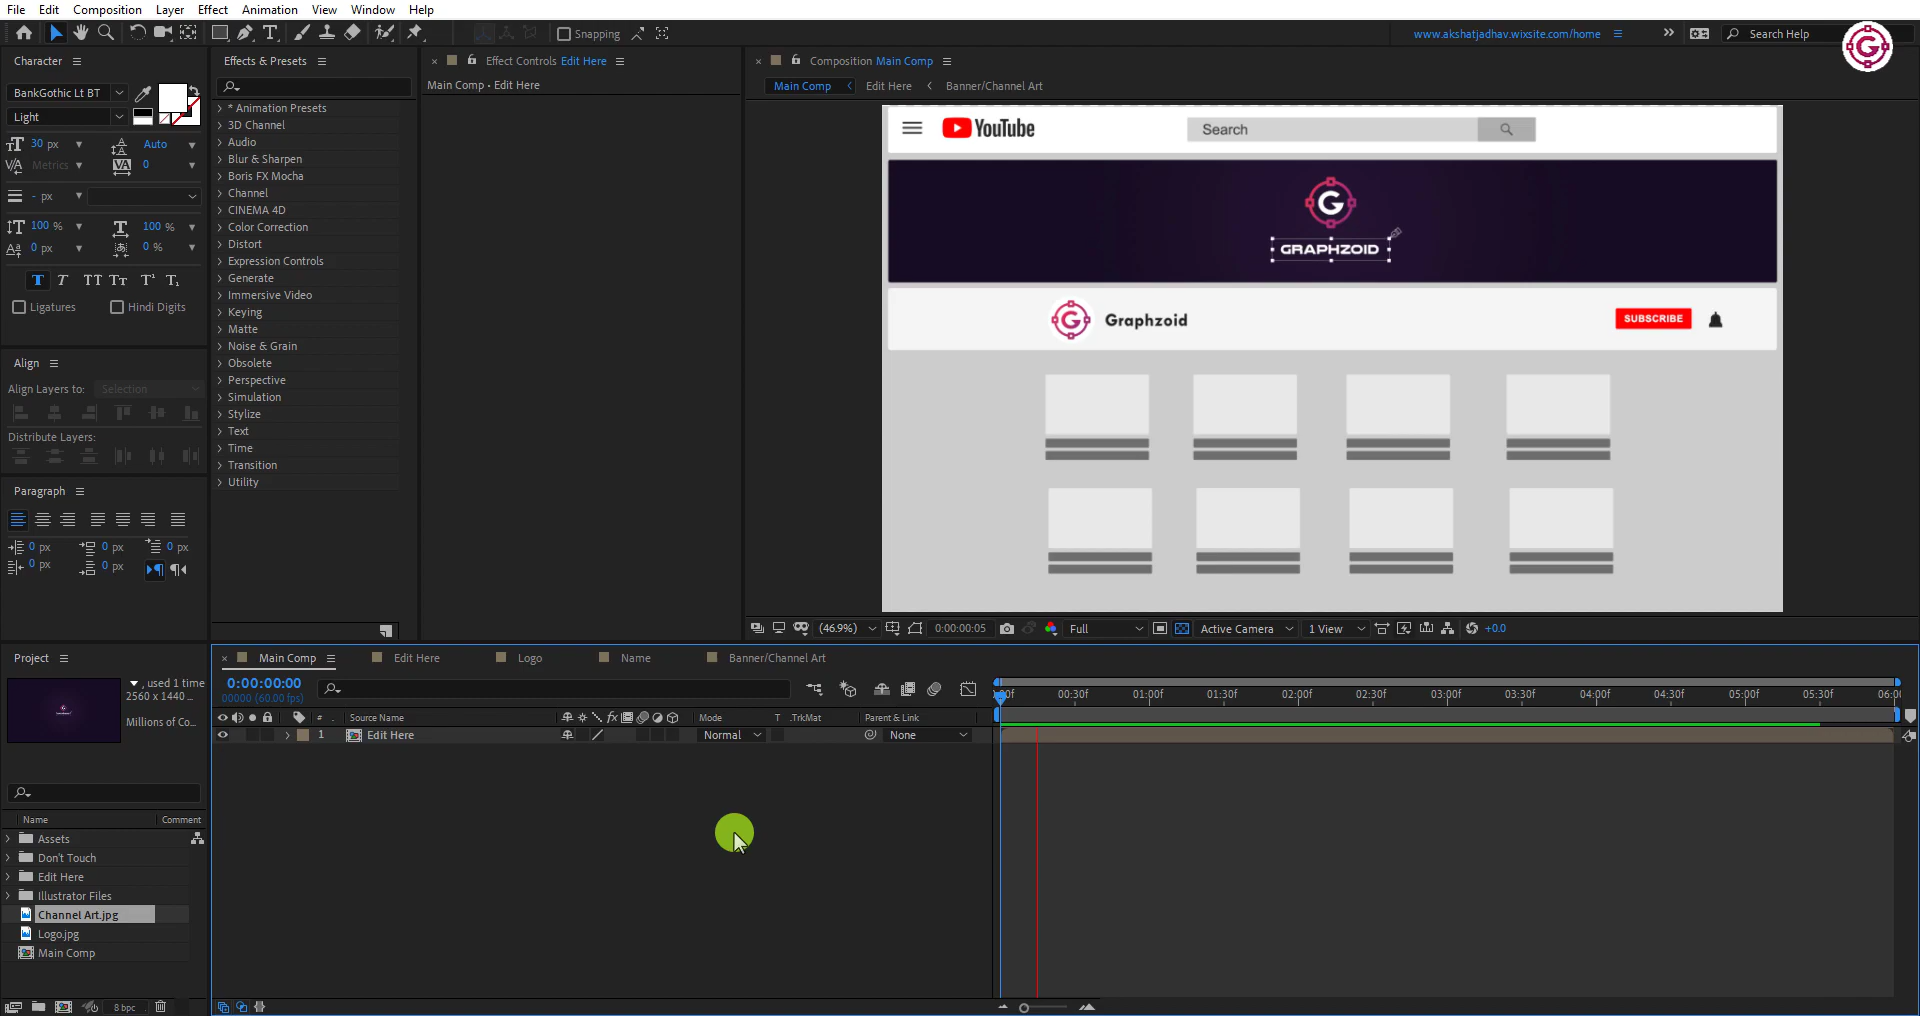 File Edit Composition Layer Effect Animation View Window Help
Snapping
www.akshatjadhav.wixsite.com/home
Search Help
Character
BankGothic Lt BT
Light
30 px Auto
Metrics 0
- px
100 % 100 %
0 px 0 %
T T TT Tt T¹ T₁
Ligatures Hindi Digits
Align
Align Layers to: Selection
Distribute Layers:
Paragraph
0 px 0 px 0 px
0 px 0 px
Effects & Presets
* Animation Presets
3D Channel
Audio
Blur & Sharpen
Boris FX Mocha
Channel
CINEMA 4D
Color Correction
Distort
Expression Controls
Generate
Immersive Video
Keying
Matte
Noise & Grain
Obsolete
Perspective
Simulation
Stylize
Text
Time
Transition
Utility
Effect Controls Edit Here
Main Comp • Edit Here
Composition Main Comp
Main Comp Edit Here Banner/Channel Art
YouTube
Search
G
GRAPHZOID
G Graphzoid
SUBSCRIBE
(46.9%) 0:00:00:05 Full Active Camera 1 View +0.0
Project
, used 1 time
2560 x 1440 ...
Millions of Co...
Name Comment
Assets
Don't Touch
Edit Here
Illustrator Files
Channel Art.jpg
Logo.jpg
Main Comp
8 bpc
Main Comp Edit Here Logo Name Banner/Channel Art
0:00:00:00
00000 (60.00 fps)
# Source Name fx Mode T .TrkMat Parent & Link
1 Edit Here Normal None
:00f 00:30f 01:00f 01:30f 02:00f 02:30f 03:00f 03:30f 04:00f 04:30f 05:00f 05:30f 06:0